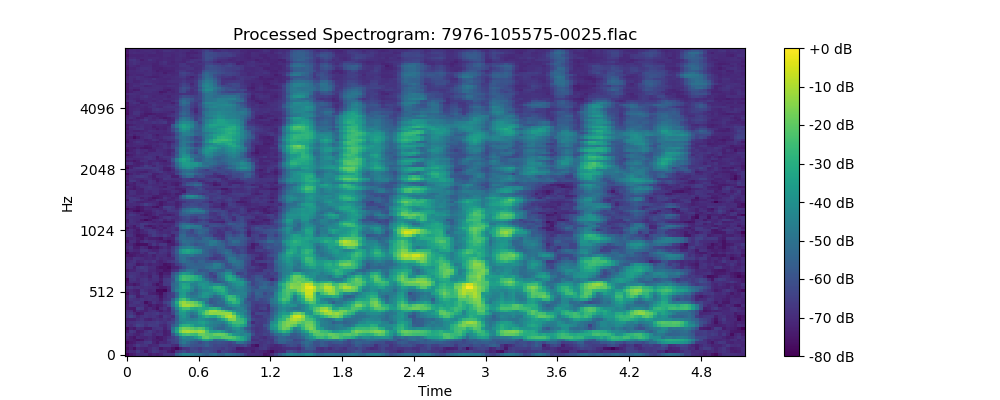 Processed Spectrogram: 7976-105575-0025.flac
Hz
4096
2048
1024
512
0
0 0.6 1.2 1.8 2.4 3 3.6 4.2 4.8
Time
+0 dB
-10 dB
-20 dB
-30 dB
-40 dB
-50 dB
-60 dB
-70 dB
-80 dB